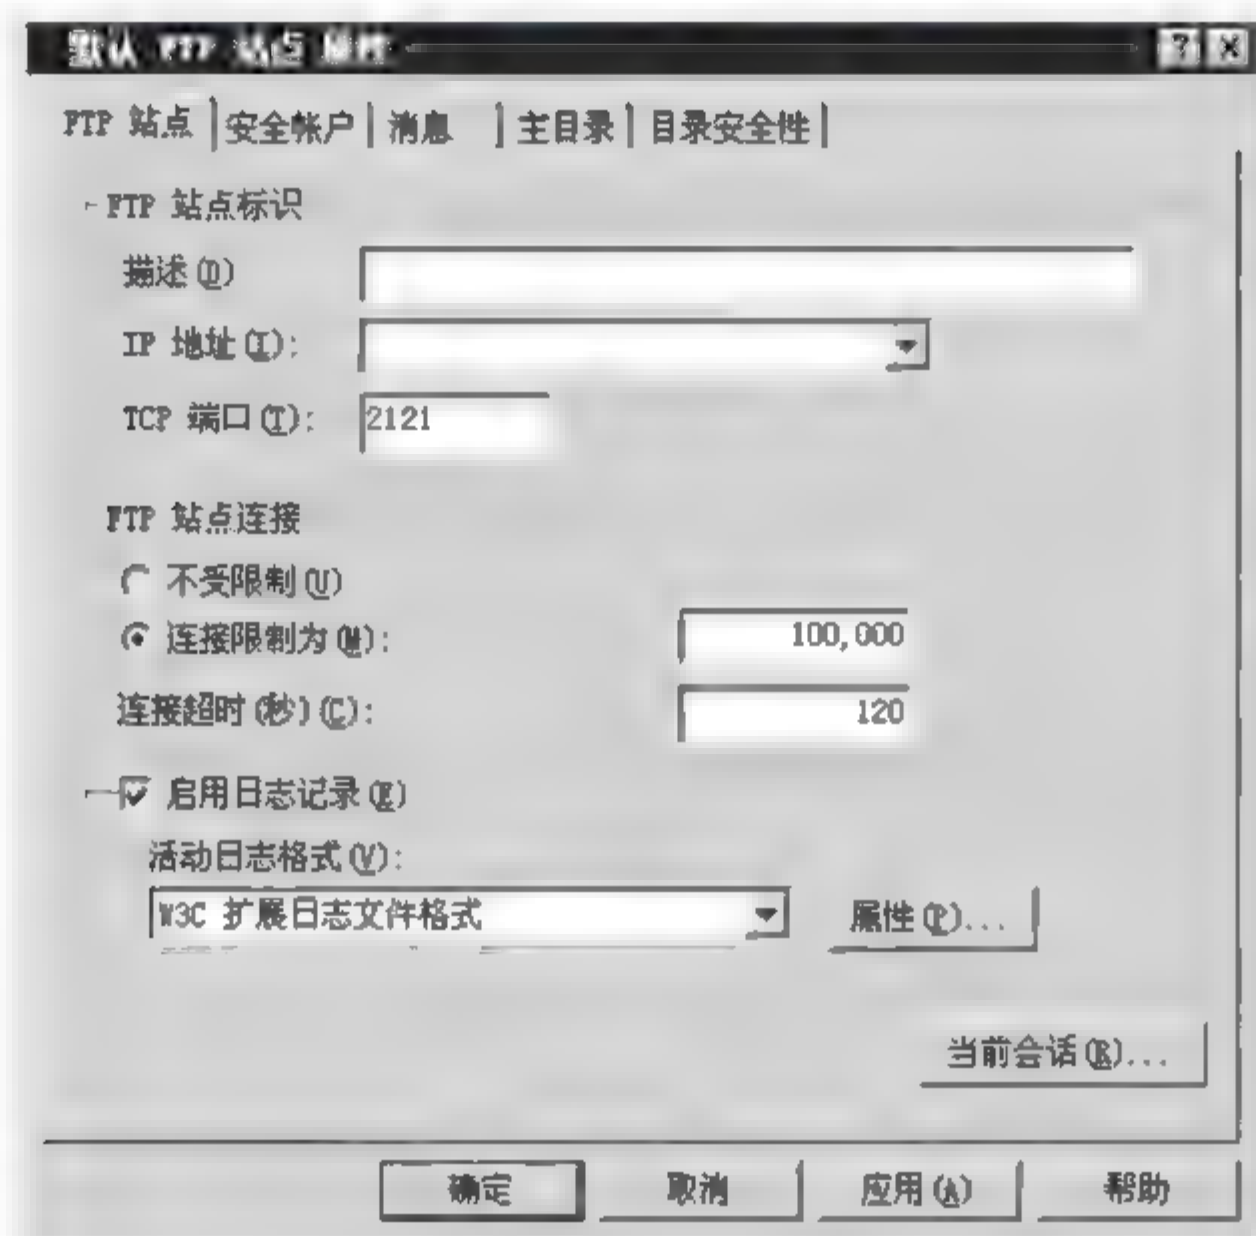 默认 FTP 站点 属性
FTP 站点 安全帐户 消息 主目录 目录安全性
FTP 站点标识
描述(D)
IP 地址(I):
TCP 端口(T): 2121
FTP 站点连接
不受限制(U)
连接限制为(M): 100,000
连接超时(秒)(C): 120
启用日志记录(E)
活动日志格式(V):
W3C 扩展日志文件格式 属性(P)...
当前会话(R)...
确定 取消 应用(A) 帮助